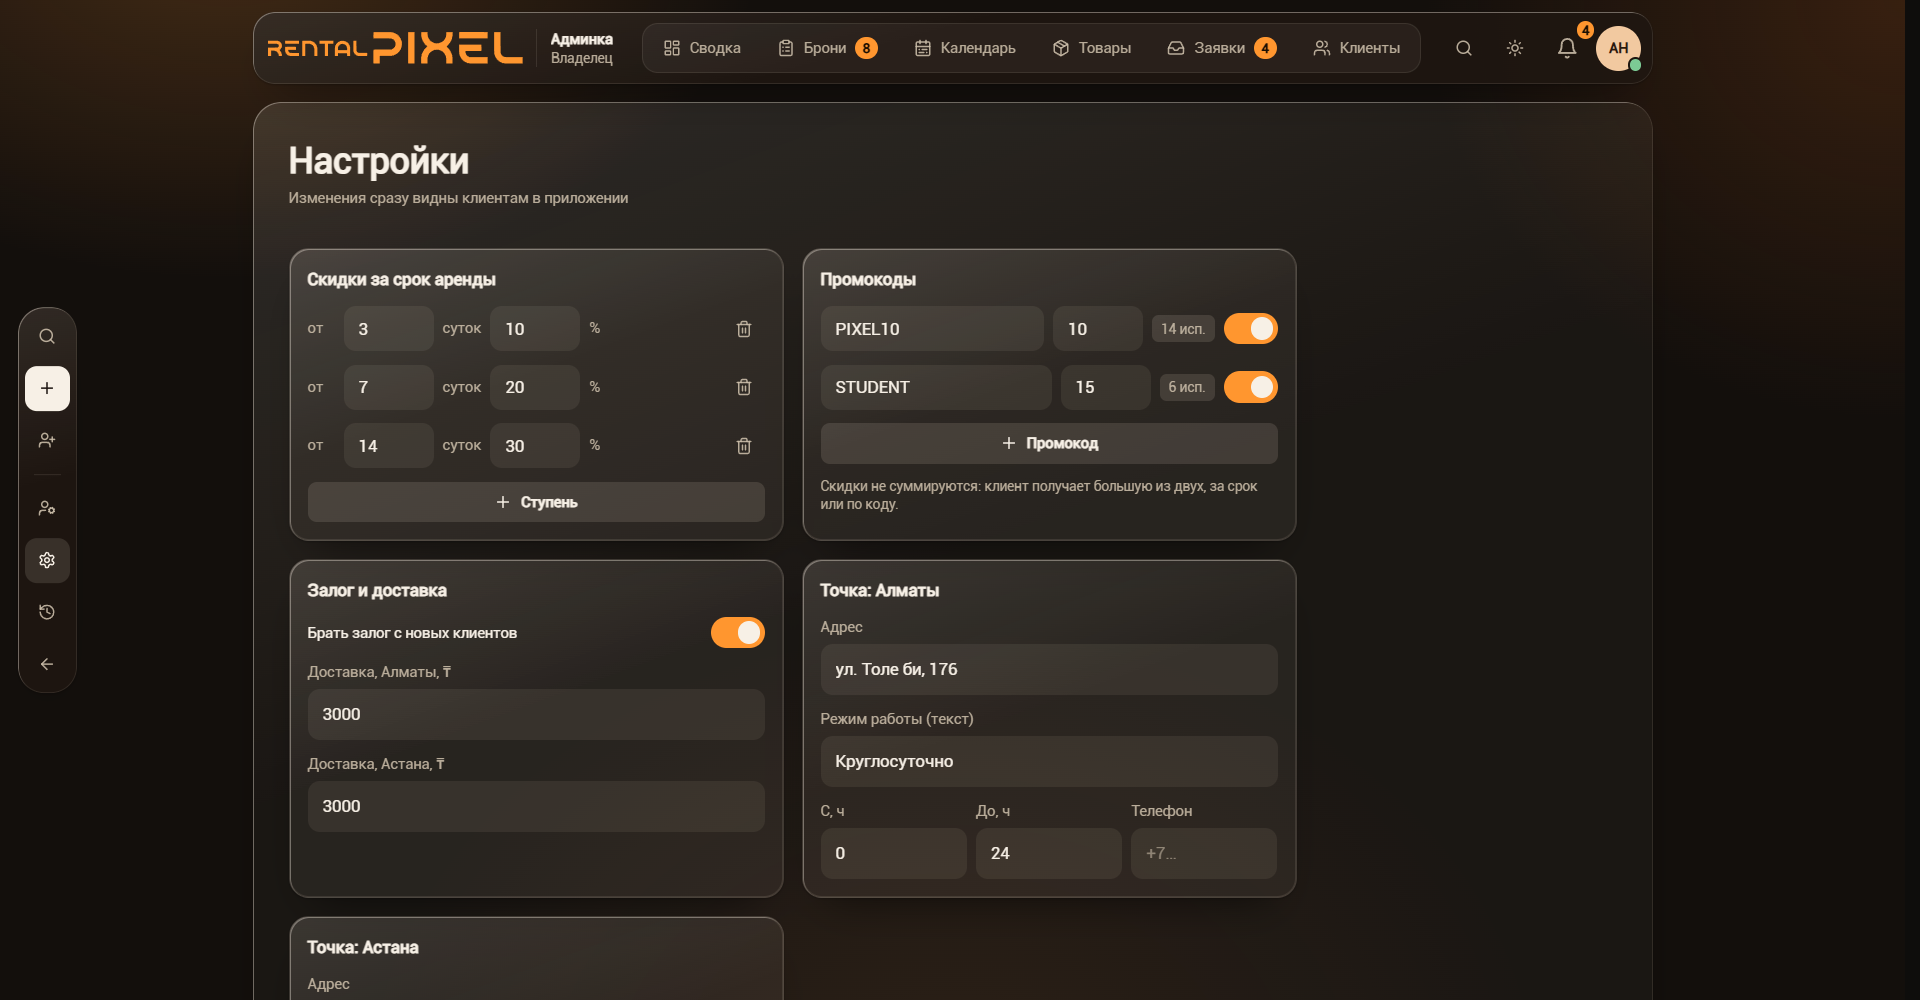 RENTAL PIXEL
Админка
Владелец
Сводка
Брони 8
Календарь
Товары
Заявки 4
Клиенты
4
АН
Настройки
Изменения сразу видны клиентам в приложении
Скидки за срок аренды
от 3 суток 10 %
от 7 суток 20 %
от 14 суток 30 %
+ Ступень
Промокоды
PIXEL10 10 14 исп.
STUDENT 15 6 исп.
+ Промокод
Скидки не суммируются: клиент получает большую из двух, за срок
или по коду.
Залог и доставка
Брать залог с новых клиентов
Доставка, Алматы, ₸
3000
Доставка, Астана, ₸
3000
Точка: Алматы
Адрес
ул. Толе би, 176
Режим работы (текст)
Круглосуточно
С, ч До, ч Телефон
0 24 +7...
Точка: Астана
Адрес